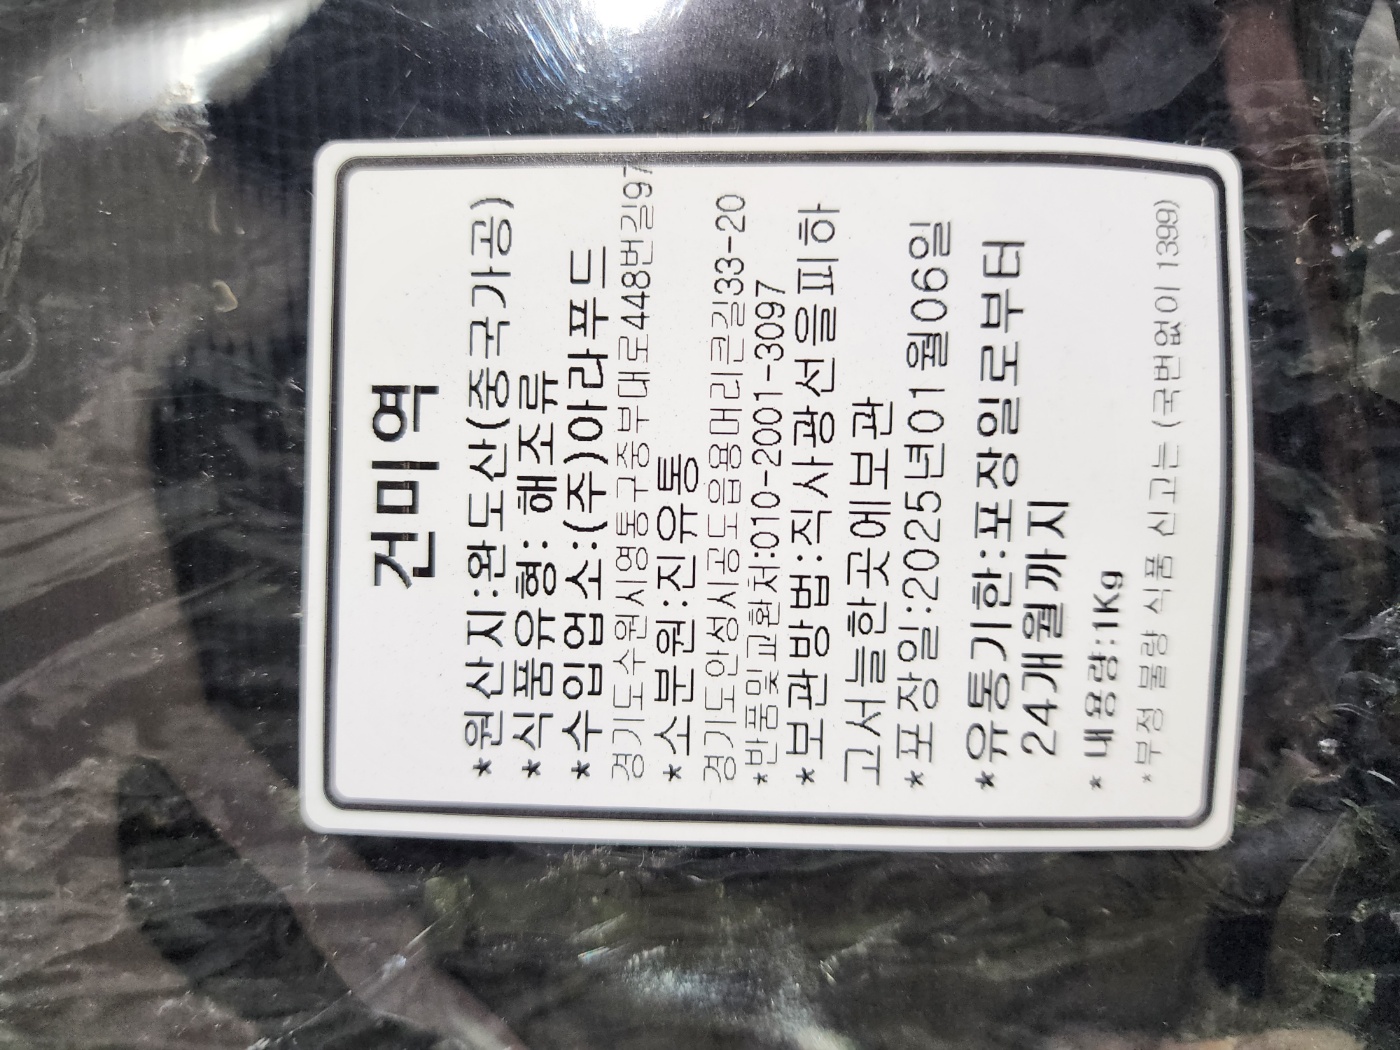 건미역
*원산지:완도산(중국가공)
*식품유형: 해조류
*수입업소:(주)아라푸드
경기도수원시영통구중부대로448번길97
*소분원:진유통
경기도안성시공도읍용머리큰길33-20
*반품및교환처:010-2001-3097
*보관방법:직사광선을피하
고서늘한곳에보관
*포장일:2025년01월06일
*유통기한:포장일로부터
24개월까지
* 내용량:1Kg
*부정 불량 식품 신고는 (국번없이 1399)